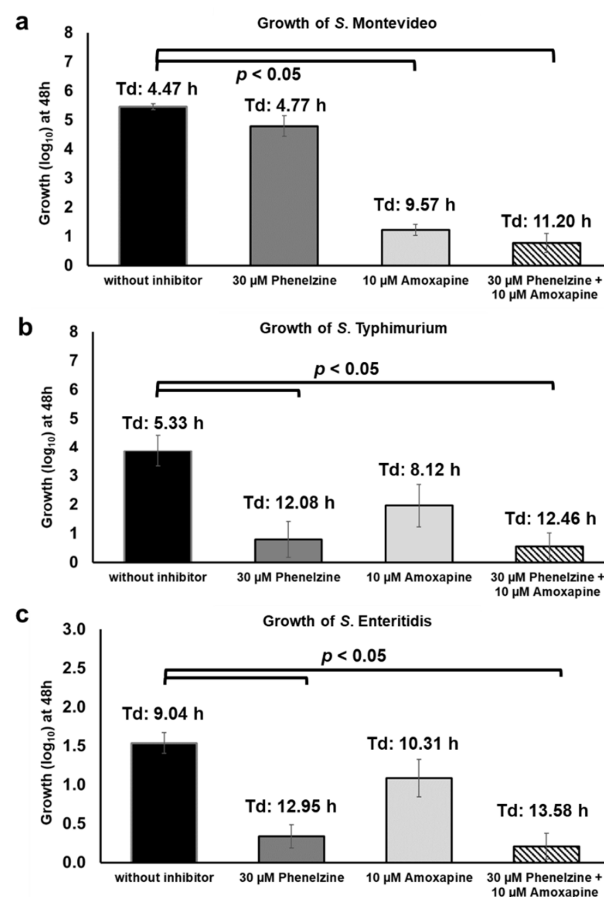 a
Growth of S. Montevideo
Growth (log₁₀) at 48h
8
7
6
5
4
3
2
1
0
p < 0.05
Td: 4.47 h
Td: 4.77 h
Td: 9.57 h
Td: 11.20 h
without inhibitor
30 µM Phenelzine
10 µM Amoxapine
30 µM Phenelzine +
10 µM Amoxapine
b
Growth of S. Typhimurium
Growth (log₁₀) at 48h
8
7
6
5
4
3
2
1
0
p < 0.05
Td: 5.33 h
Td: 12.08 h
Td: 8.12 h
Td: 12.46 h
without inhibitor
30 µM Phenelzine
10 µM Amoxapine
30 µM Phenelzine +
10 µM Amoxapine
c
Growth of S. Enteritidis
Growth (log₁₀) at 48h
3.0
2.5
2.0
1.5
1.0
0.5
0.0
p < 0.05
Td: 9.04 h
Td: 12.95 h
Td: 10.31 h
Td: 13.58 h
without inhibitor
30 µM Phenelzine
10 µM Amoxapine
30 µM Phenelzine +
10 µM Amoxapine